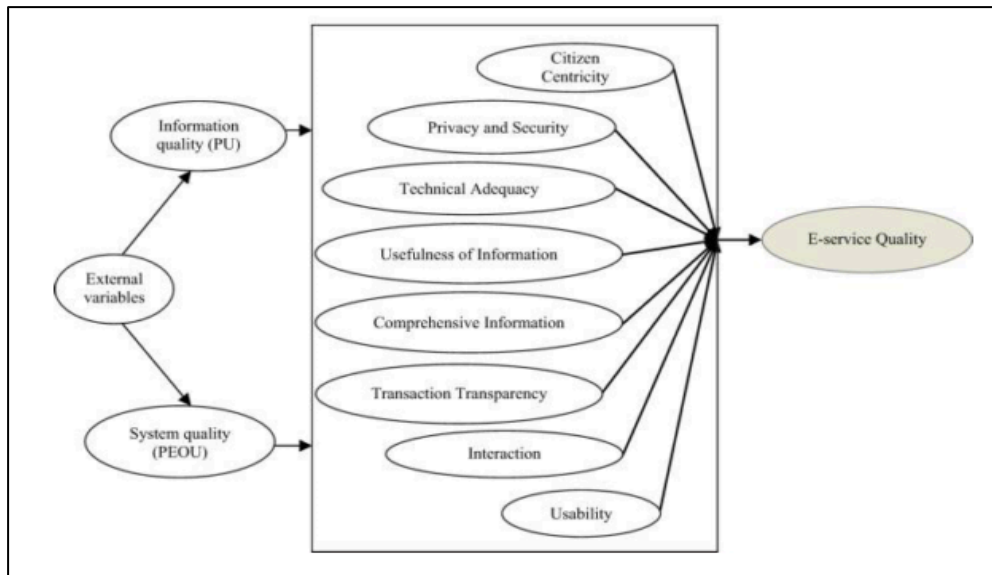 Citizen
Centricity
Information
quality (PU)
Privacy and Security
Technical Adequacy
Usefulness of Information
E-service Quality
External
variables
Comprehensive Information
Transaction Transparency
System quality
(PEOU)
Interaction
Usability